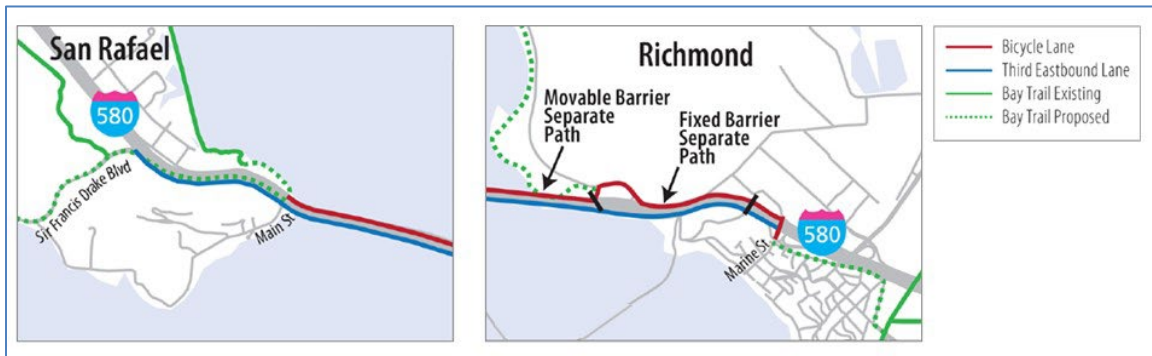 San Rafael
580
Sir Francis Drake Blvd
Main St
Richmond
Movable Barrier
Separate
Path
Fixed Barrier
Separate
Path
Marine St
580
Bicycle Lane
Third Eastbound Lane
Bay Trail Existing
Bay Trail Proposed